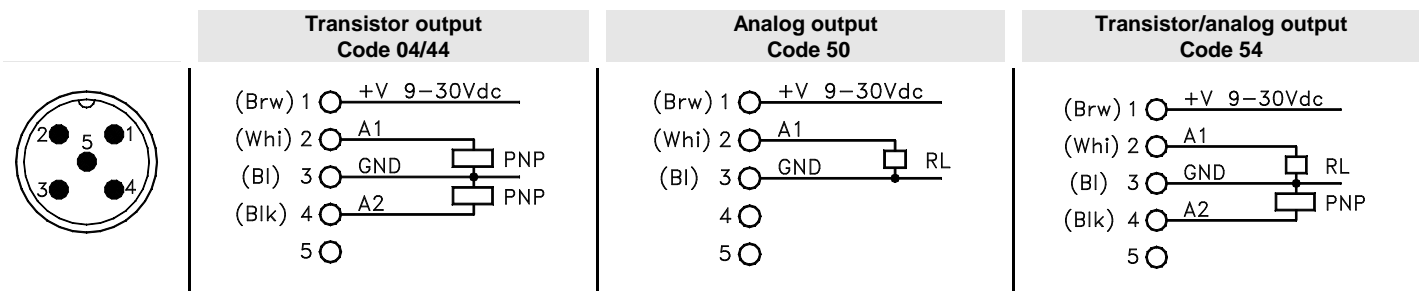 Transistor output
Code 04/44
Analog output
Code 50
Transistor/analog output
Code 54
2 5 1
3 4
(Brw) 1 +V 9-30Vdc
(Whi) 2 A1
PNP
(Bl) 3 GND
PNP
(Blk) 4 A2
5
(Brw) 1 +V 9-30Vdc
(Whi) 2 A1
RL
(Bl) 3 GND
4
5
(Brw) 1 +V 9-30Vdc
(Whi) 2 A1
RL
(Bl) 3 GND
PNP
(Blk) 4 A2
5